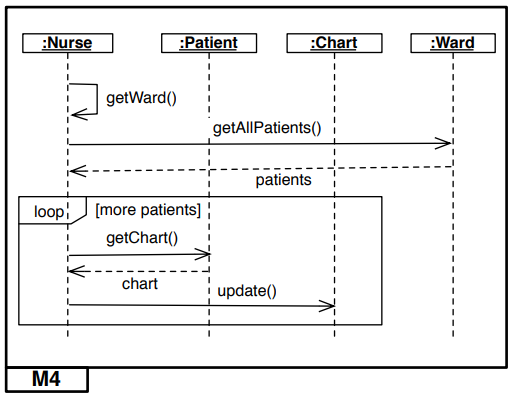 :Nurse :Patient :Chart :Ward
getWard()
getAllPatients()
patients
loop [more patients]
getChart()
chart
update()
M4